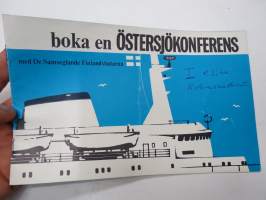 boka en ÖSTERSJÖKONFERENS
med De Samseglande Finlandsbåtarna
I